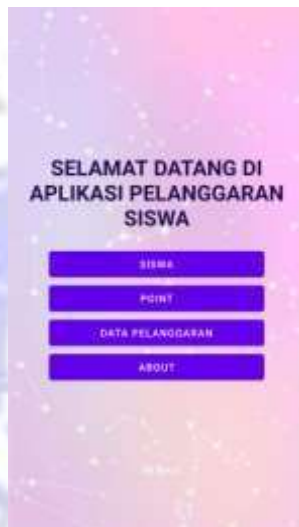 SELAMAT DATANG DI
APLIKASI PELANGGARAN
SISWA
SISWA
POINT
DATA PELANGGARAN
ABOUT